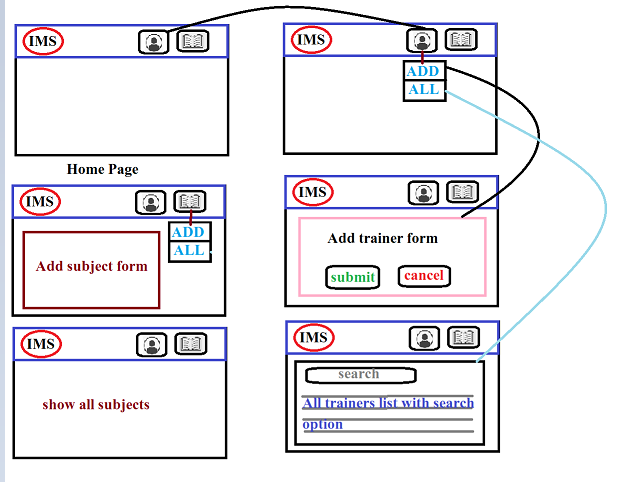 IMS
IMS
ADD
ALL
Home Page
IMS
ADD
ALL
Add subject form
IMS
Add trainer form
submit
cancel
IMS
show all subjects
IMS
search
All trainers list with search
option